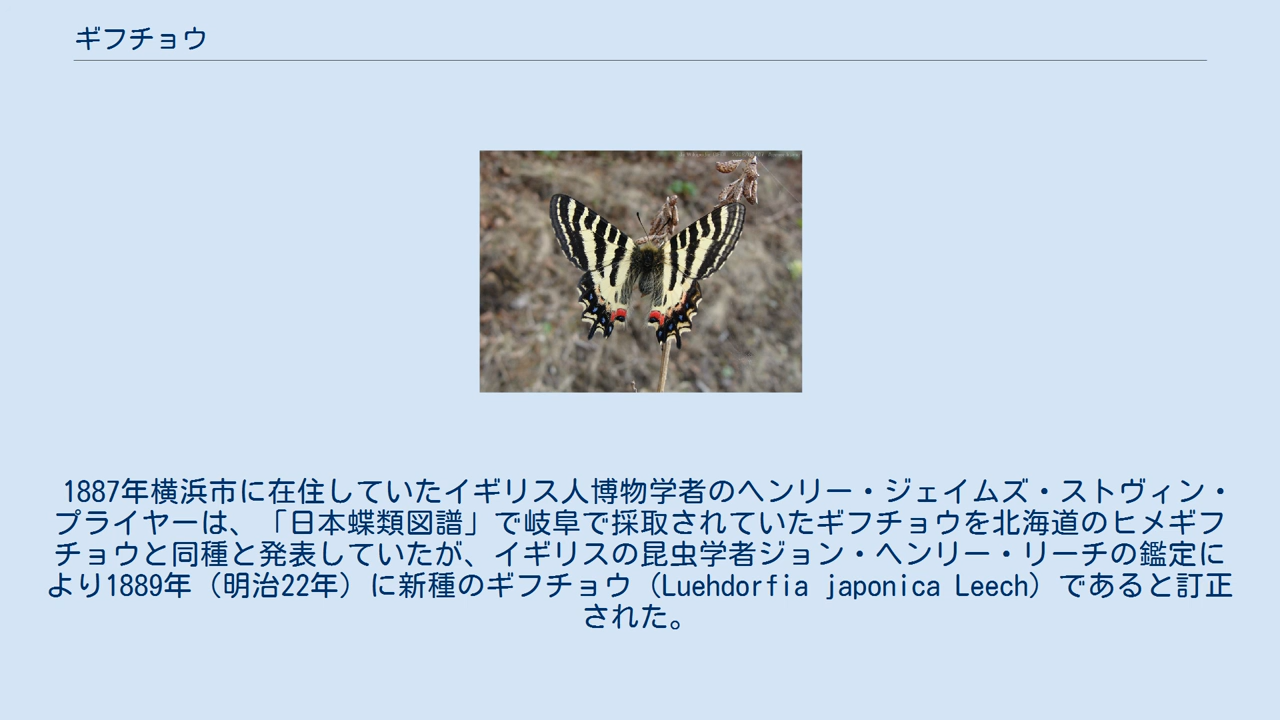 ギフチョウ
1887年横浜市に在住していたイギリス人博物学者のヘンリー・ジェイムズ・ストヴィン・
プライヤーは、「日本蝶類図譜」で岐阜で採取されていたギフチョウを北海道のヒメギフ
チョウと同種と発表していたが、イギリスの昆虫学者ジョン・ヘンリー・リーチの鑑定に
より1889年（明治22年）に新種のギフチョウ（Luehdorfia japonica Leech）であると訂正
された。